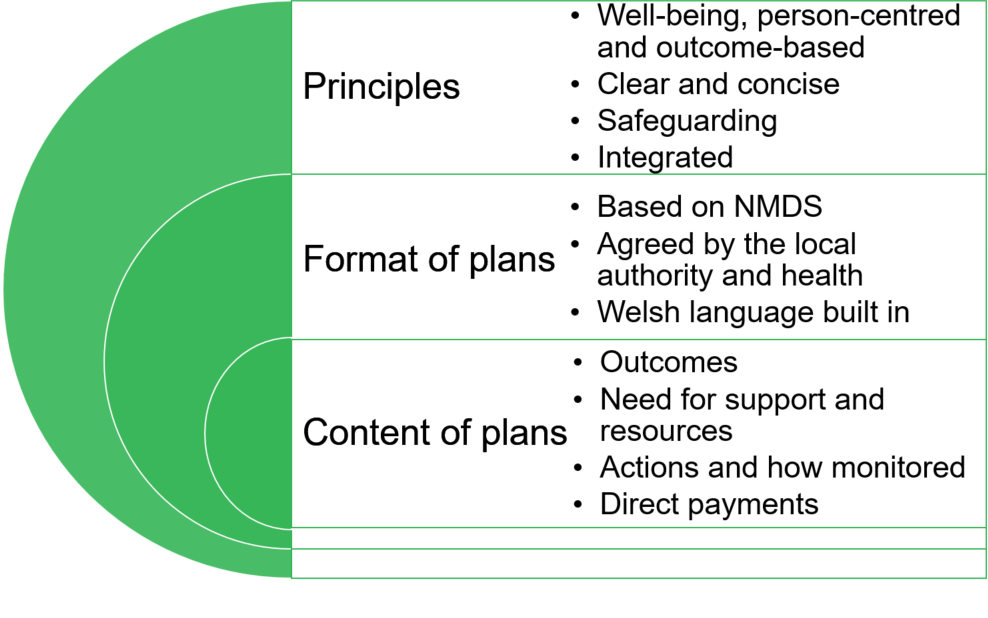 Principles
• Well-being, person-centred
and outcome-based
• Clear and concise
• Safeguarding
• Integrated
Format of plans
• Based on NMDS
• Agreed by the local
authority and health
• Welsh language built in
Content of plans
• Outcomes
• Need for support and
resources
• Actions and how monitored
• Direct payments